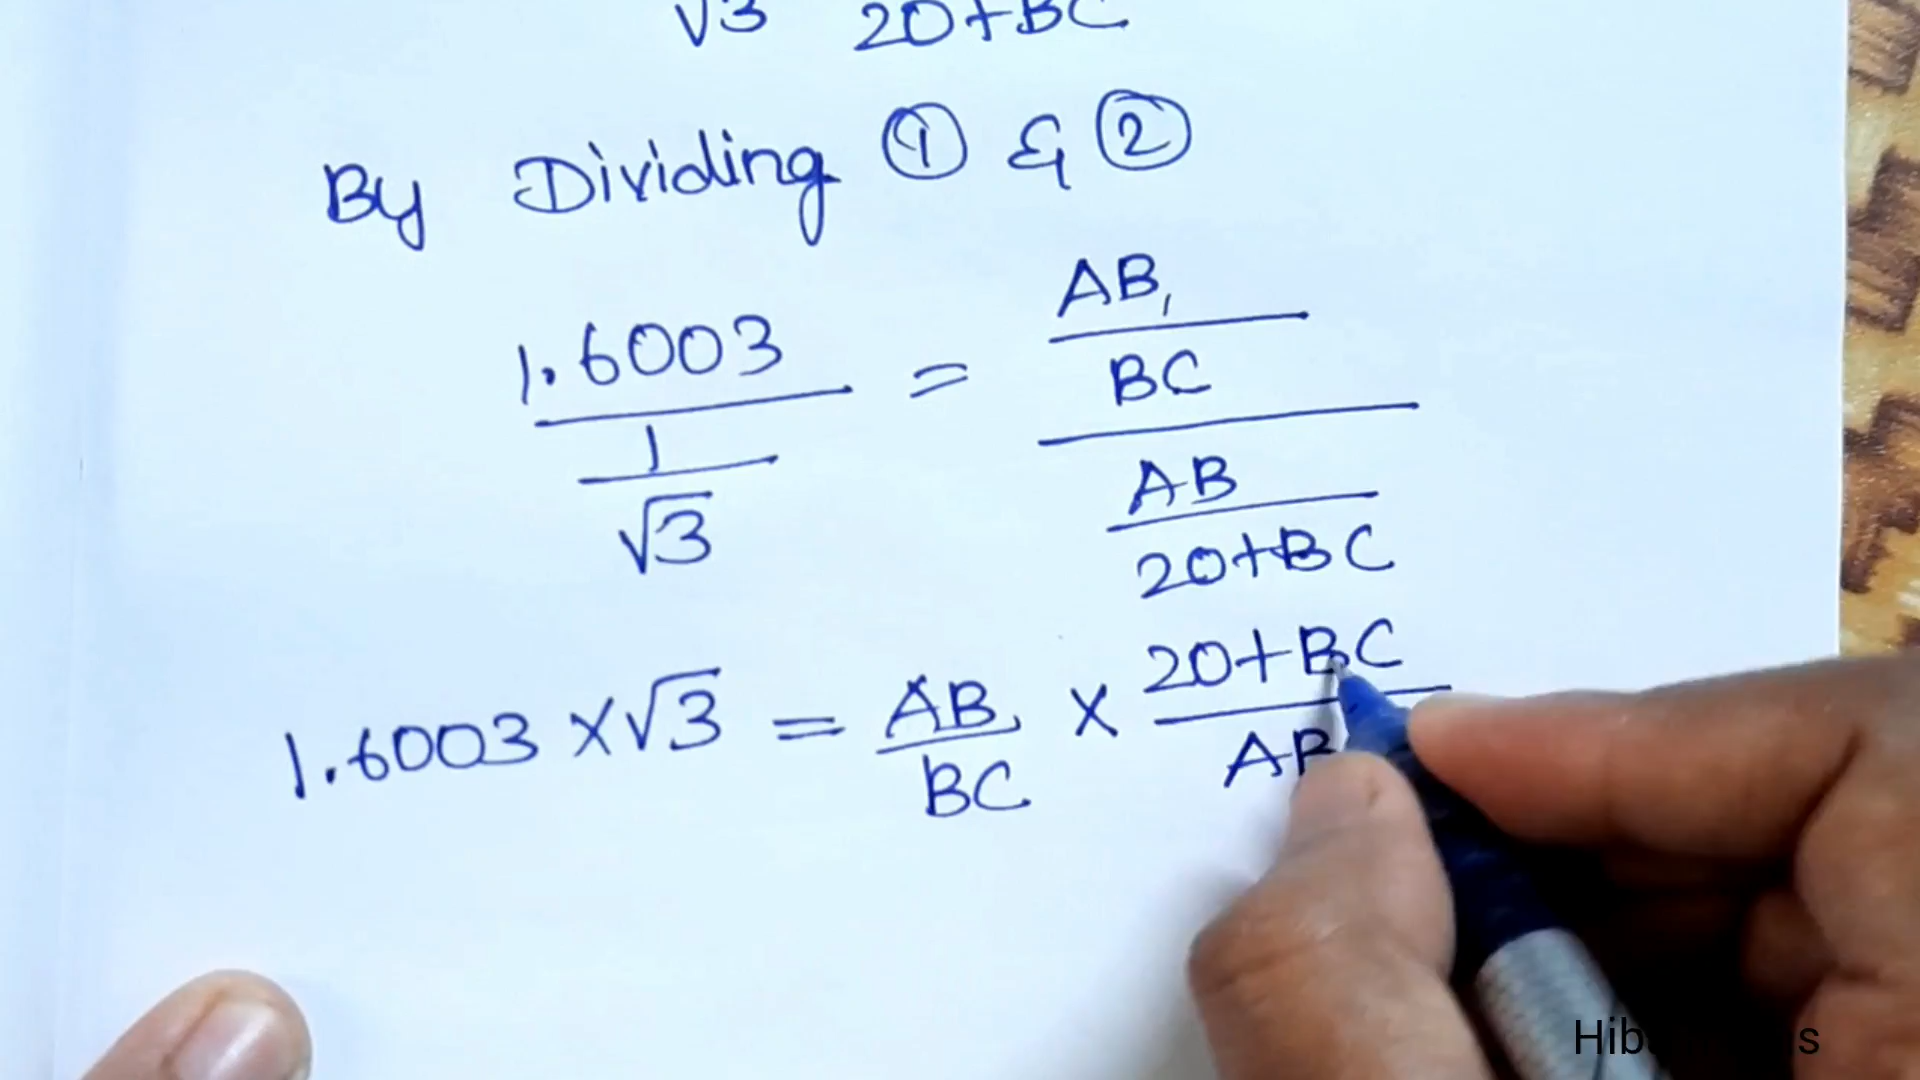 √3 20+BC
By Dividing ① & ②
1.6003 / (1/√3) = (AB/BC) / (AB/(20+BC))
1.6003 × √3 = AB/BC × (20+BC)/AB